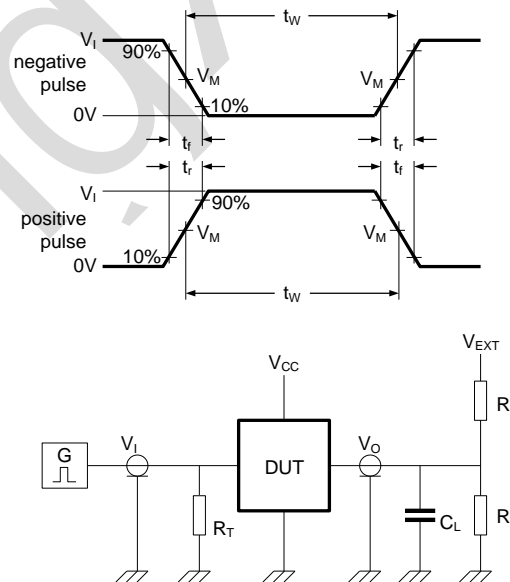 tW
VI
90%
negative
pulse
VM
VM
10%
0V
tf
tr
tr
tf
VI
90%
positive
pulse
VM
VM
10%
0V
tW
VEXT
VCC
R
G
VI
VO
DUT
RT
CL
R